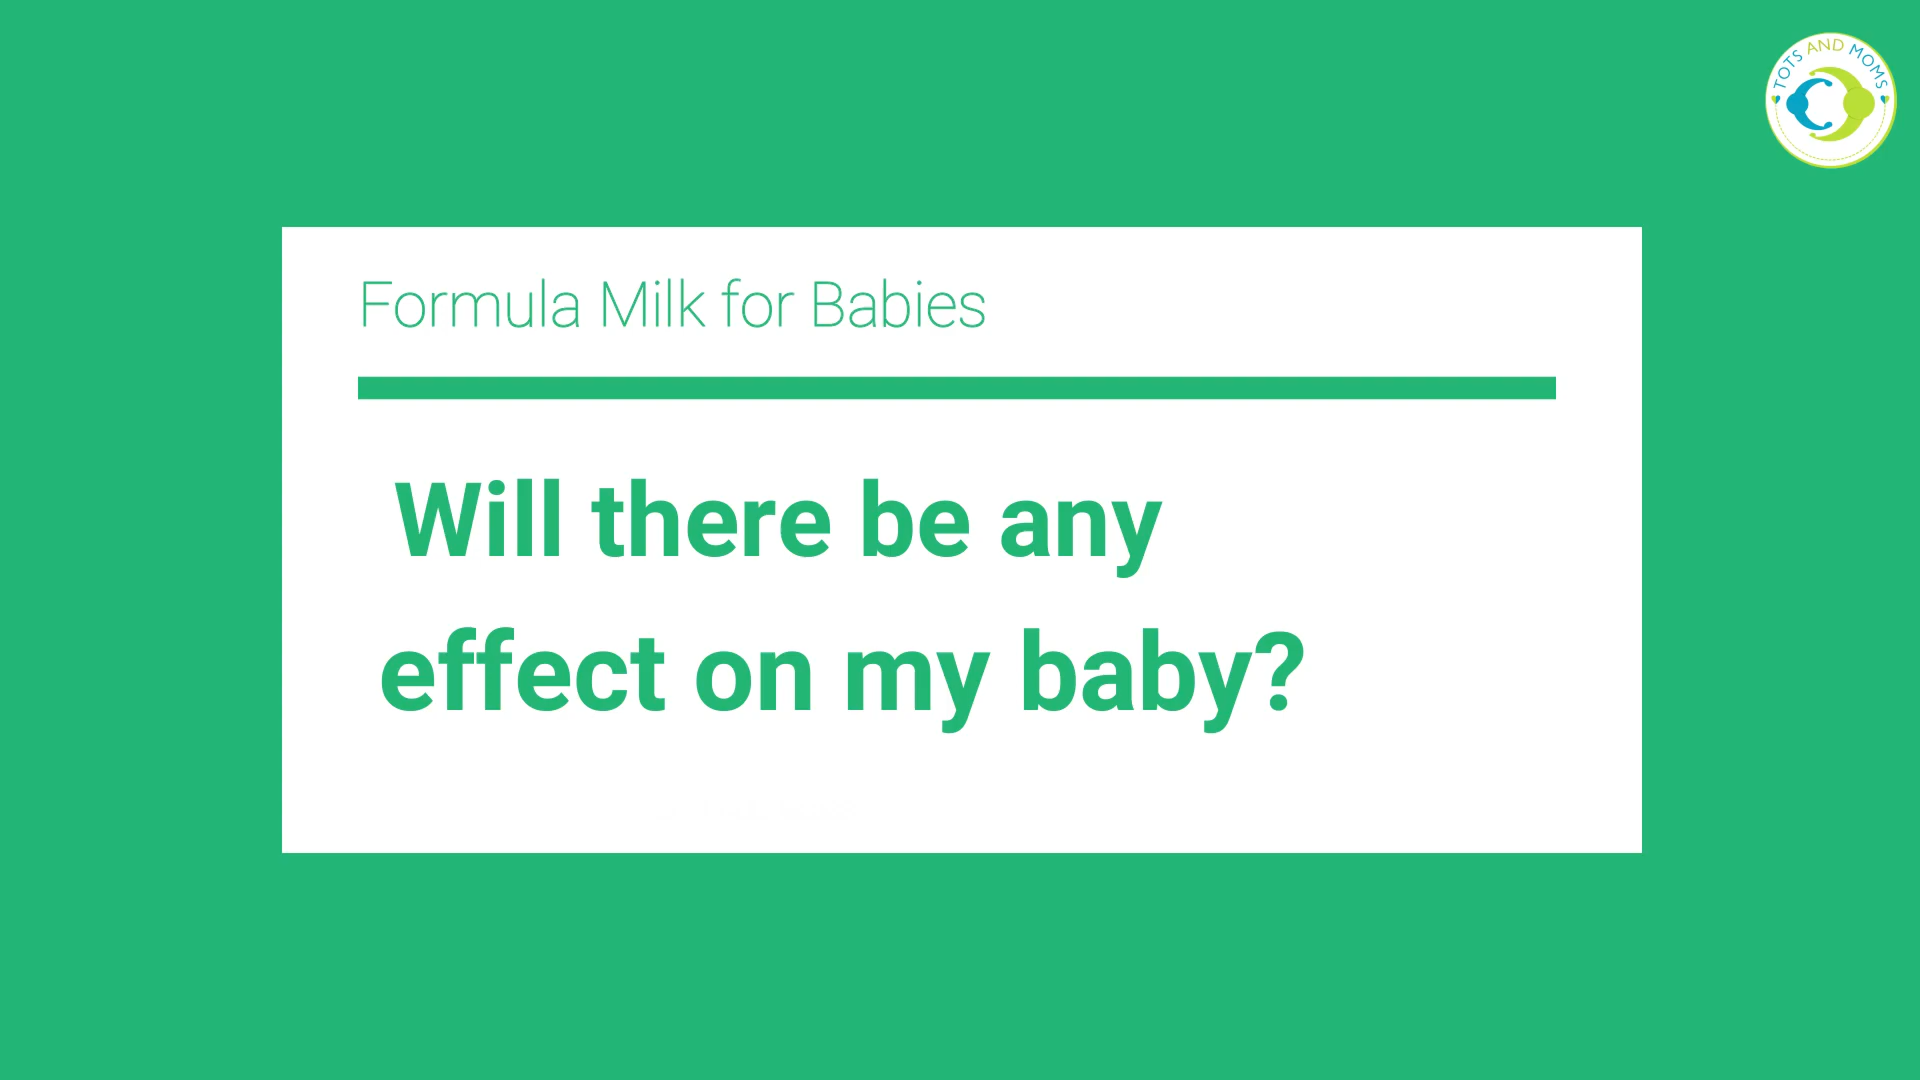 TOTS AND MOMS
Formula Milk for Babies
Will there be any
effect on my baby?